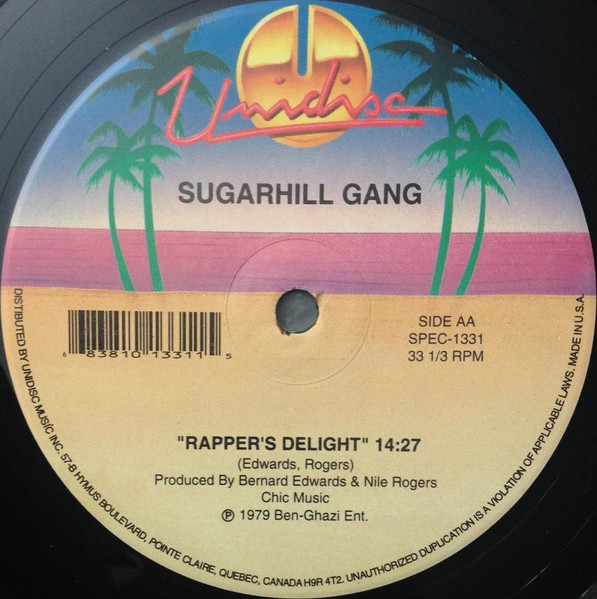 Unidisc
SUGARHILL GANG
6 83810 13311 5
SIDE AA
SPEC-1331
33 1/3 RPM
"RAPPER'S DELIGHT" 14:27
(Edwards, Rogers)
Produced By Bernard Edwards & Nile Rogers
Chic Music
℗ 1979 Ben-Ghazi Ent.
DISTRIBUTED BY UNIDISC MUSIC INC. 57-B HYMUS BOULEVARD, POINTE CLAIRE, QUEBEC, CANADA H9R 4T2. UNAUTHORIZED DUPLICATION IS A VIOLATION OF APPLICABLE LAWS. MADE IN U.S.A.